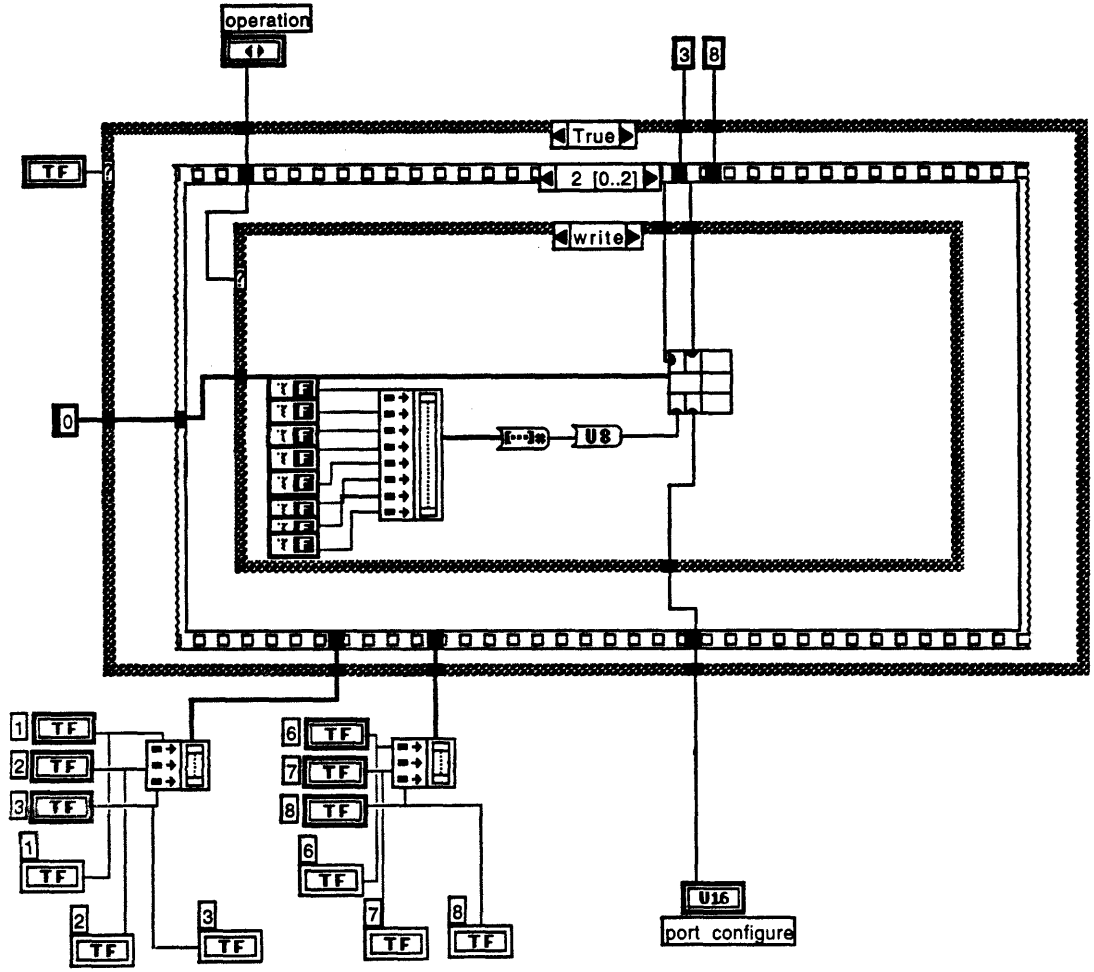 operation
3 8
True
TF
2 [0..2]
write
?
?
0
T F
T F
T F
T F
T F
T F
T F
T F
[···]#
U8
1 TF
2 TF
3 TF
1
TF
2
TF
3
TF
6 TF
7 TF
8 TF
6
TF
7
TF
8
TF
U16
port configure